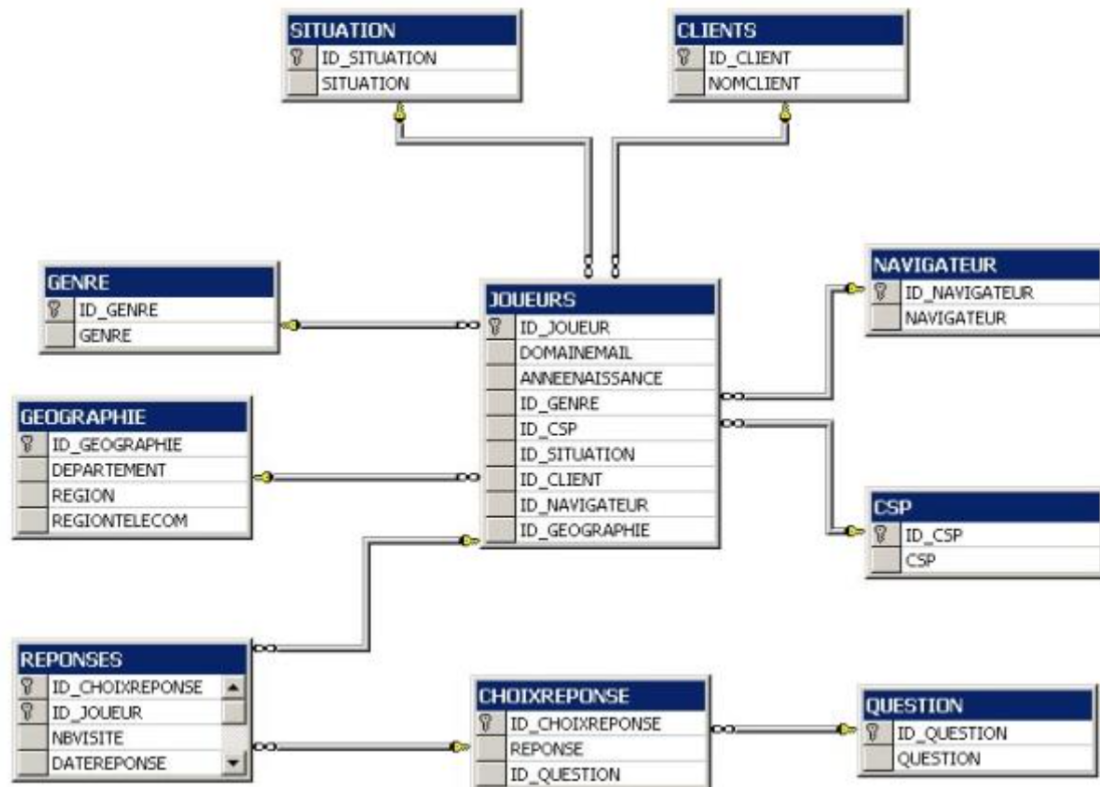 SITUATION
ID_SITUATION
SITUATION
CLIENTS
ID_CLIENT
NOMCLIENT
GENRE
ID_GENRE
GENRE
JOUEURS
ID_JOUEUR
DOMAINEMAIL
ANNEENAISSANCE
ID_GENRE
ID_CSP
ID_SITUATION
ID_CLIENT
ID_NAVIGATEUR
ID_GEOGRAPHIE
NAVIGATEUR
ID_NAVIGATEUR
NAVIGATEUR
GEOGRAPHIE
ID_GEOGRAPHIE
DEPARTEMENT
REGION
REGIONTELECOM
CSP
ID_CSP
CSP
REPONSES
ID_CHOIXREPONSE
ID_JOUEUR
NBVISITE
DATEREPONSE
CHOIXREPONSE
ID_CHOIXREPONSE
REPONSE
ID_QUESTION
QUESTION
ID_QUESTION
QUESTION